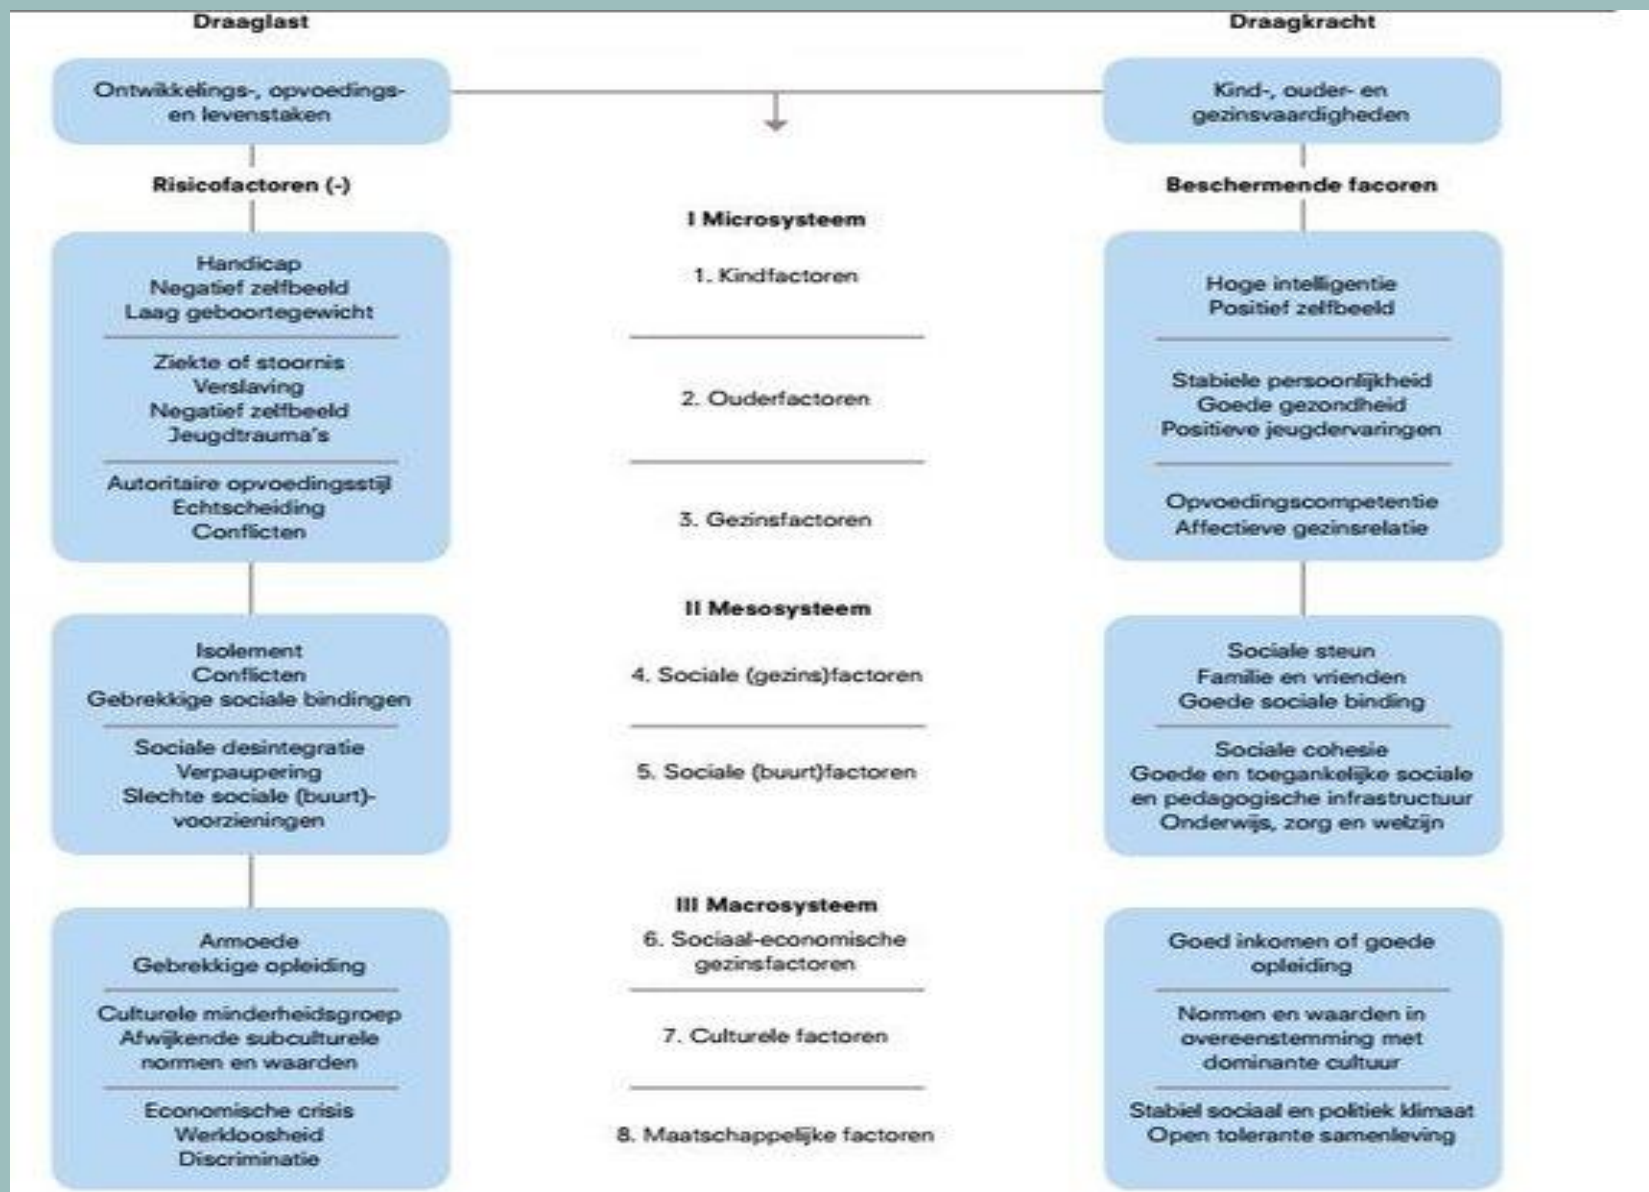 Draaglast
Draagkracht
Ontwikkelings-, opvoedings-
en levenstaken
Kind-, ouder- en
gezinsvaardigheden
Risicofactoren (-)
Beschermende facoren
I Microsysteem
Handicap
Negatief zelfbeeld
Laag geboortegewicht
1. Kindfactoren
Hoge intelligentie
Positief zelfbeeld
Ziekte of stoornis
Verslaving
Negatief zelfbeeld
Jeugdtrauma's
2. Ouderfactoren
Stabiele persoonlijkheid
Goede gezondheid
Positieve jeugdervaringen
Autoritaire opvoedingsstijl
Echtscheiding
Conflicten
3. Gezinsfactoren
Opvoedingscompetentie
Affectieve gezinsrelatie
II Mesosysteem
Isolement
Conflicten
Gebrekkige sociale bindingen
4. Sociale (gezins)factoren
Sociale steun
Familie en vrienden
Goede sociale binding
Sociale desintegratie
Verpaupering
Slechte sociale (buurt)-
voorzieningen
5. Sociale (buurt)factoren
Sociale cohesie
Goede en toegankelijke sociale
en pedagogische infrastructuur
Onderwijs, zorg en welzijn
III Macrosysteem
Armoede
Gebrekkige opleiding
6. Sociaal-economische
gezinsfactoren
Goed inkomen of goede
opleiding
Culturele minderheidsgroep
Afwijkende subculturele
normen en waarden
7. Culturele factoren
Normen en waarden in
overeenstemming met
dominante cultuur
Economische crisis
Werkloosheid
Discriminatie
8. Maatschappelijke factoren
Stabiel sociaal en politiek klimaat
Open tolerante samenleving